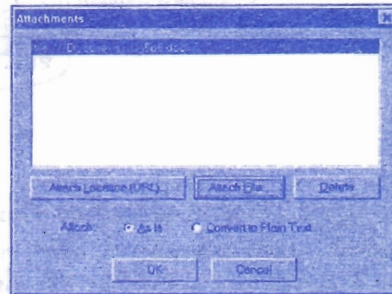 Attachments
Attach Location (URL)... Attach File... Delete
Attach: As Is Convert to Plain Text
OK Cancel